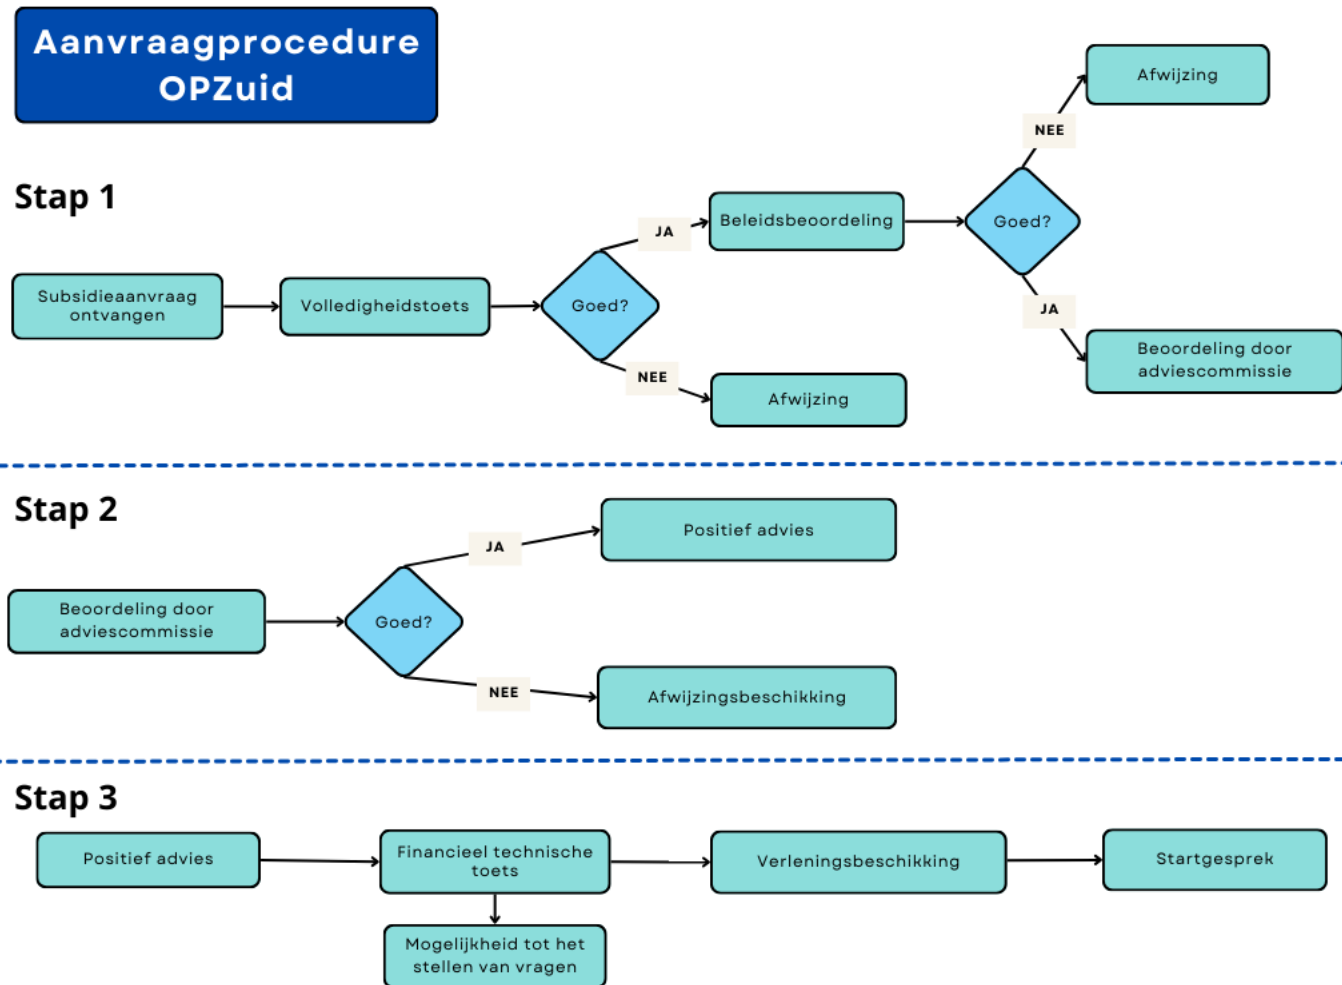 Aanvraagprocedure
OPZuid
Stap 1
Subsidieaanvraag
ontvangen
Volledigheidstoets
Goed?
JA
NEE
Beleidsbeoordeling
Afwijzing
Goed?
NEE
JA
Afwijzing
Beoordeling door
adviescommissie
Stap 2
Beoordeling door
adviescommissie
Goed?
JA
NEE
Positief advies
Afwijzingsbeschikking
Stap 3
Positief advies
Financieel technische
toets
Mogelijkheid tot het
stellen van vragen
Verleningsbeschikking
Startgesprek